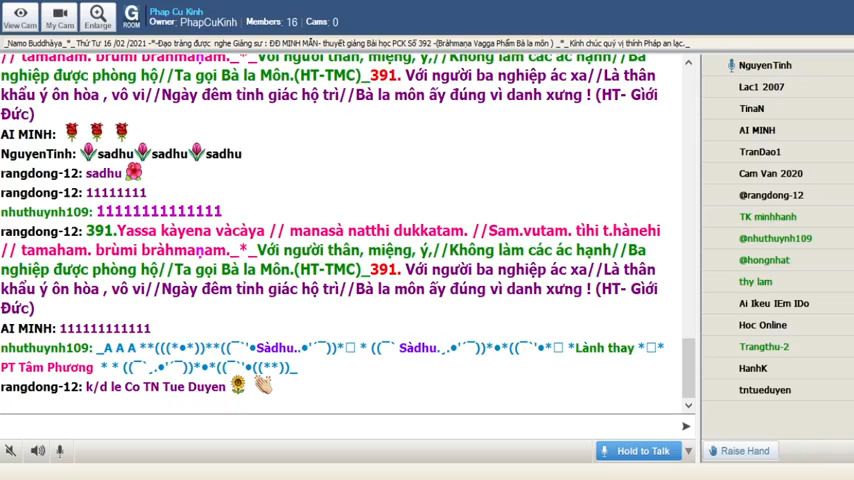 Phap Cu Kinh
Owner: PhapCuKinh Members: 16 Cams: 0
View Cam My Cam Enlarge G ROOM
_Namo Buddhàya_*_ Thứ Tư 16 /02 /2021 -*-Đạo tràng được nghe Giảng sư : ĐĐ MINH MẪN- thuyết giảng Bài học PCK Số 392 -(Bràhmaṇa Vagga Phẩm Bà la môn ) _*_ Kính chúc quý vị thính Pháp an lạc._
// tamaham. brùmi bràhmaṇam._*_Với người thân, miệng, ý,//Không làm các ác hạnh//Ba
nghiệp được phòng hộ//Ta gọi Bà la Môn.(HT-TMC)_391. Với người ba nghiệp ác xa//Là thân
khẩu ý ôn hòa , vô vi//Ngày đêm tỉnh giác hộ trì//Bà la môn ấy đúng vì danh xưng ! (HT- Giới
Đức)
AI MINH:
NguyenTinh: sadhu sadhu sadhu
rangdong-12: sadhu
rangdong-12: 11111111
nhuthuynh109: 11111111111111
rangdong-12: 391.Yassa kàyena vàcàya // manasà natthi dukkatam. //Sam.vutam. tìhi t.hànehi
// tamaham. brùmi bràhmaṇam._*_Với người thân, miệng, ý,//Không làm các ác hạnh//Ba
nghiệp được phòng hộ//Ta gọi Bà la Môn.(HT-TMC)_391. Với người ba nghiệp ác xa//Là thân
khẩu ý ôn hòa , vô vi//Ngày đêm tỉnh giác hộ trì//Bà la môn ấy đúng vì danh xưng ! (HT- Giới
Đức)
AI MINH: 111111111111
nhuthuynh109: _A A A **(((*•*))**((¯`'•Sàdhu..•'´¯))*□ * ((¯` Sàdhu.¸.•'´¯))*•*((¯`'•*□ *Lành thay *□*
PT Tâm Phương * * ((¯`¸.•'´¯))*•*((¯`'•((**))_
rangdong-12: k/d le Co TN Tue Duyen
Hold to Talk
Raise Hand
NguyenTinh
Lac1 2007
TinaN
AI MINH
TranDao1
Cam Van 2020
@rangdong-12
TK minhhanh
@nhuthuynh109
@hongnhat
thy lam
Ai Ikeu IEm IDo
Hoc Online
Trangthu-2
HanhK
tntueduyen